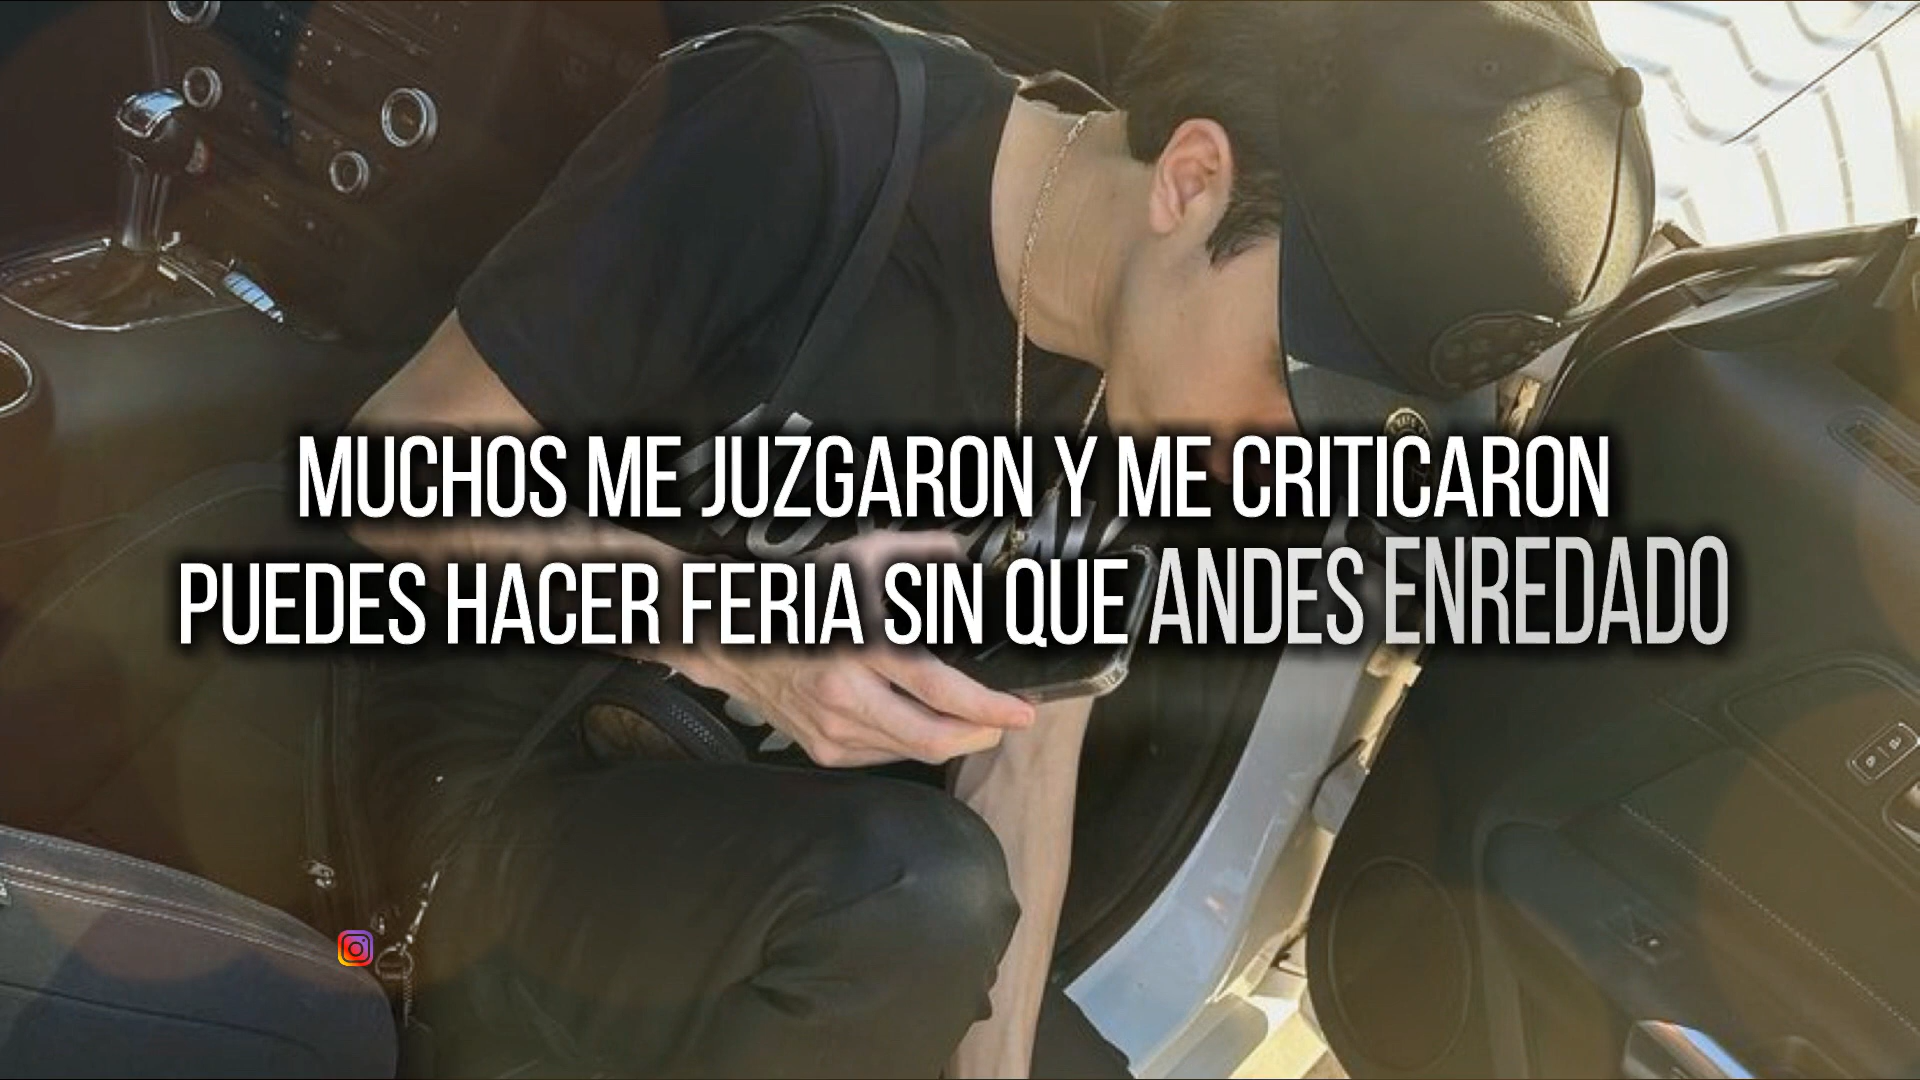 MUCHOS ME JUZGARON Y ME CRITICARON
PUEDES HACER FERIA SIN QUE ANDES ENREDADO